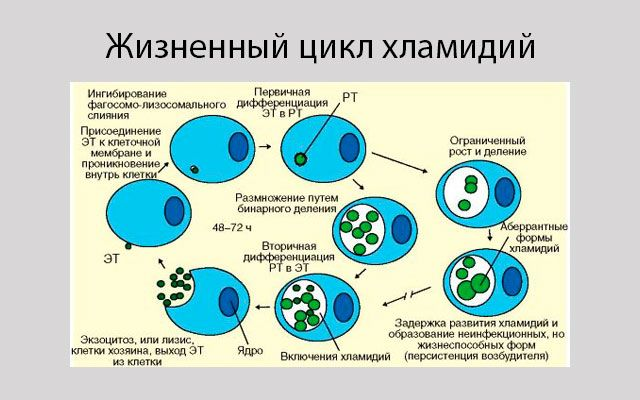 Жизненный цикл хламидий
Ингибирование
фагосомо-лизосомального
слияния
Первичная
дифференциация
ЭТ в РТ
РТ
Присоединение
ЭТ к клеточной
мембране и
проникновение
внутрь клетки
Ограниченный
рост и деление
Размножение путем
бинарного деления
48–72 ч
Аберрантные
формы
хламидий
ЭТ
Вторичная
дифференциация
РТ в ЭТ
Экзоцитоз, или лизис,
клетки хозяина, выход ЭТ
из клетки
Ядро
Включения хламидий
Задержка развития хламидий и
образование неинфекционных, но
жизнеспособных форм
(персистенция возбудителя)